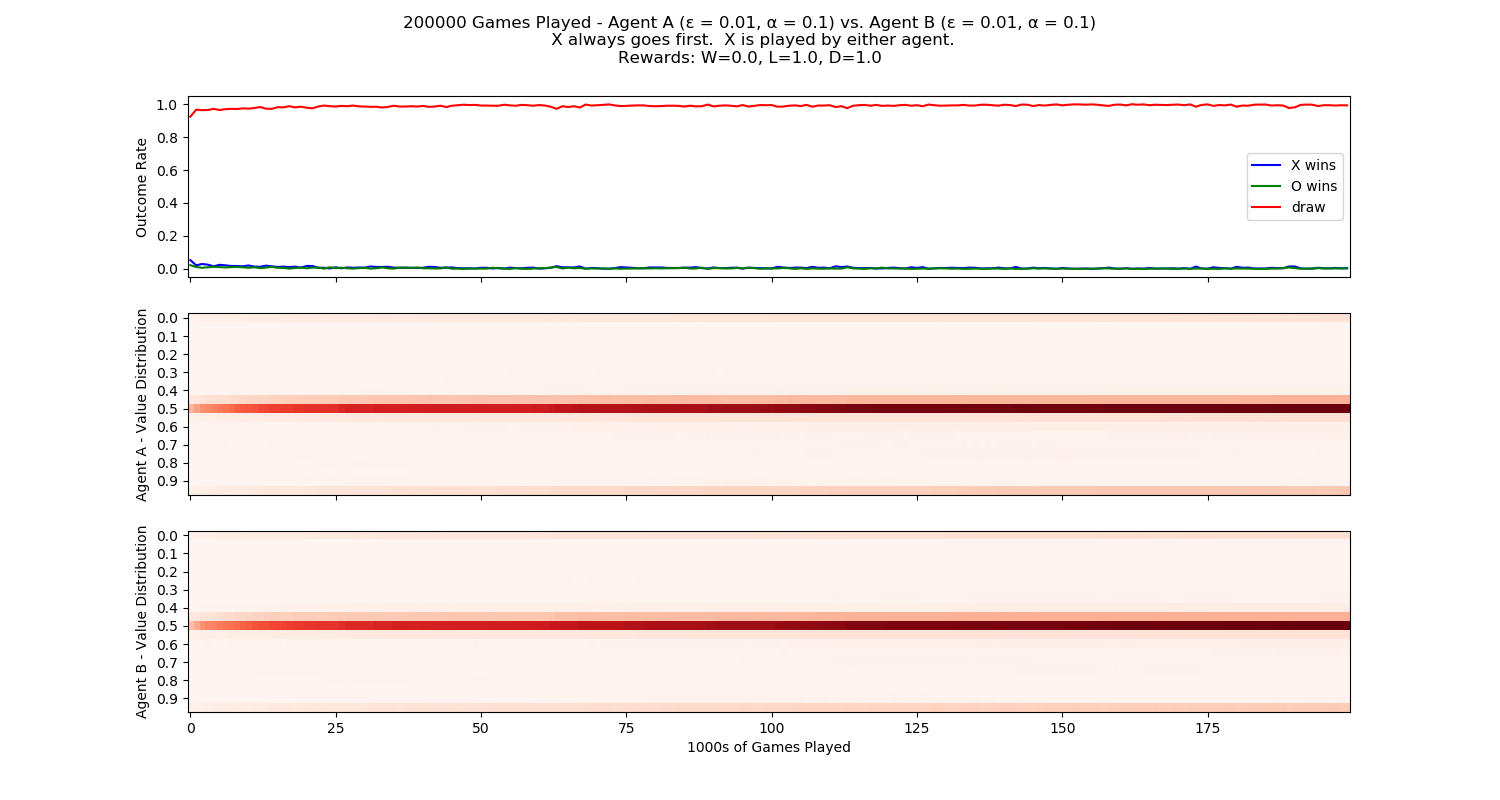 200000 Games Played - Agent A (ε = 0.01, α = 0.1) vs. Agent B (ε = 0.01, α = 0.1)
X always goes first.  X is played by either agent.
Rewards: W=0.0, L=1.0, D=1.0
Outcome Rate
1.0
0.8
0.6
0.4
0.2
0.0
X wins
O wins
draw
Agent A - Value Distribution
0.0
0.1
0.2
0.3
0.4
0.5
0.6
0.7
0.8
0.9
Agent B - Value Distribution
0.0
0.1
0.2
0.3
0.4
0.5
0.6
0.7
0.8
0.9
0 25 50 75 100 125 150 175
1000s of Games Played